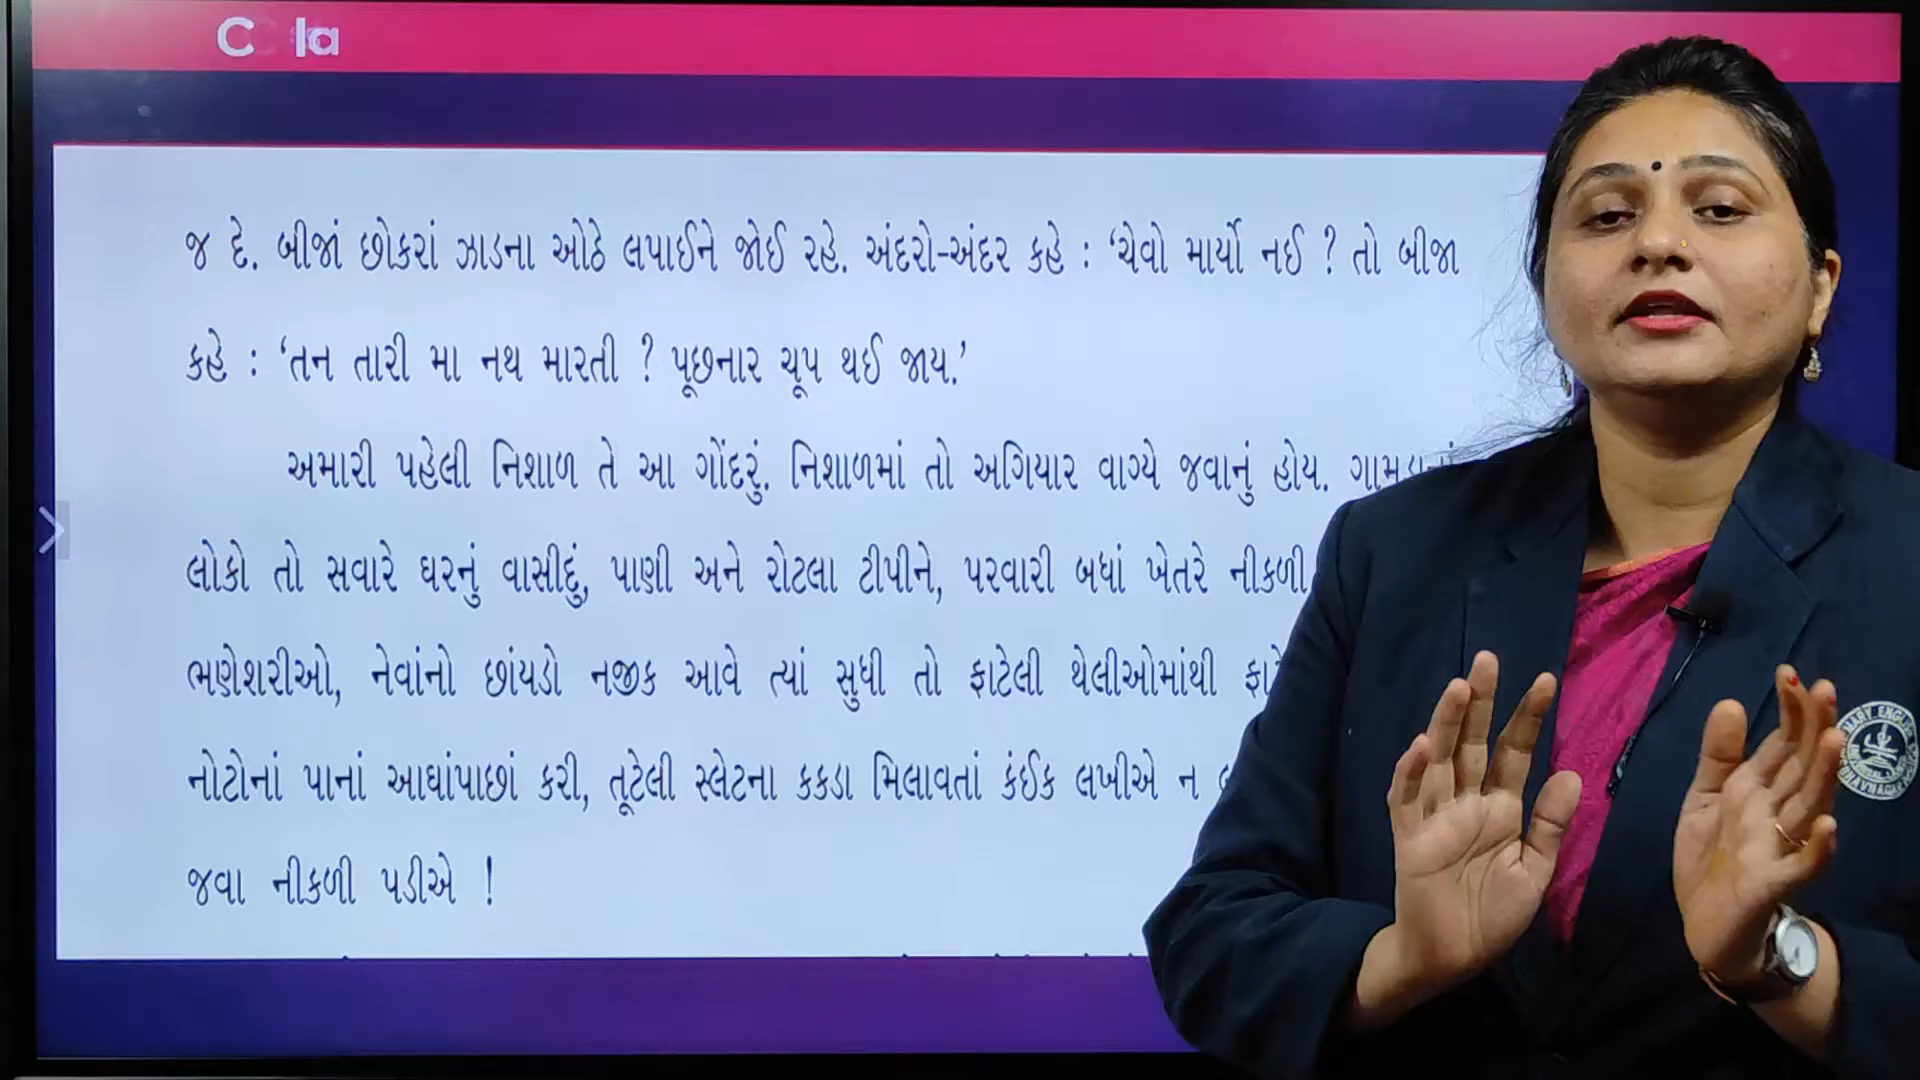 જ દે. બીજાં છોકરાં ઝાડના ઓઠે લપાઈને જોઈ રહે. અંદરો-અંદર કહે : ‘ચેવો માર્યો નઈ ? તો બીજા
કહે : ‘તન તારી મા નથ મારતી ? પૂછનાર ચૂપ થઈ જાય.’
અમારી પહેલી નિશાળ તે આ ગોંદરું. નિશાળમાં તો અગિયાર વાગ્યે જવાનું હોય.
લોકો તો સવારે ઘરનું વાસીદું, પાણી અને રોટલા ટીપીને, પરવારી બધાં ખેતરે નીકળી
ભણેશરીઓ, નેવાંનો છાંયડો નજીક આવે ત્યાં સુધી તો ફાટેલી થેલીઓમાંથી
નોટોનાં પાનાં આઘાંપાછાં કરી, તૂટેલી સ્લેટના કકડા મિલાવતાં કંઈક લખીએ ન
જવા નીકળી પડીએ !